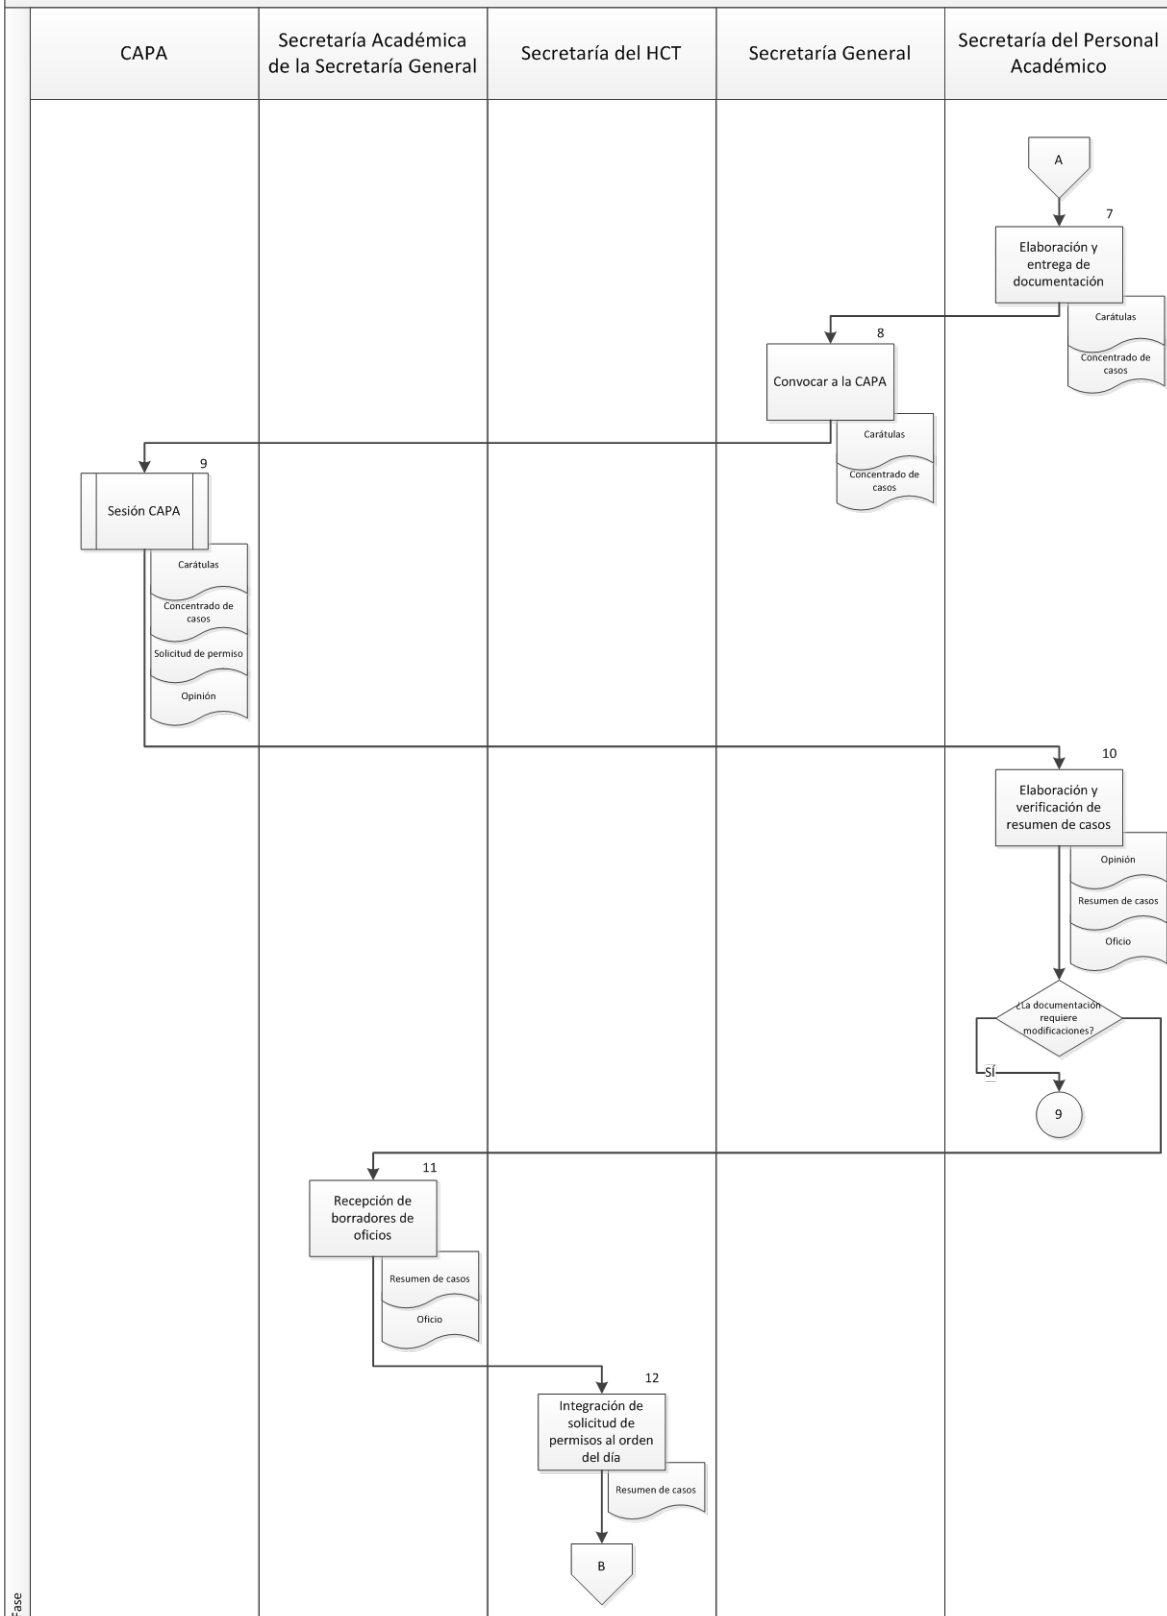 CAPA
Secretaría Académica
de la Secretaría General
Secretaría del HCT
Secretaría General
Secretaría del Personal
Académico
A
7
Elaboración y
entrega de
documentación
Carátulas
Concentrado de
casos
8
Convocar a la CAPA
Carátulas
Concentrado de
casos
9
Sesión CAPA
Carátulas
Concentrado de
casos
Solicitud de permiso
Opinión
10
Elaboración y
verificación de
resumen de casos
Opinión
Resumen de casos
Oficio
¿La documentación
requiere
modificaciones?
SÍ
9
11
Recepción de
borradores de
oficios
Resumen de casos
Oficio
12
Integración de
solicitud de
permisos al orden
del día
Resumen de casos
B
Fase